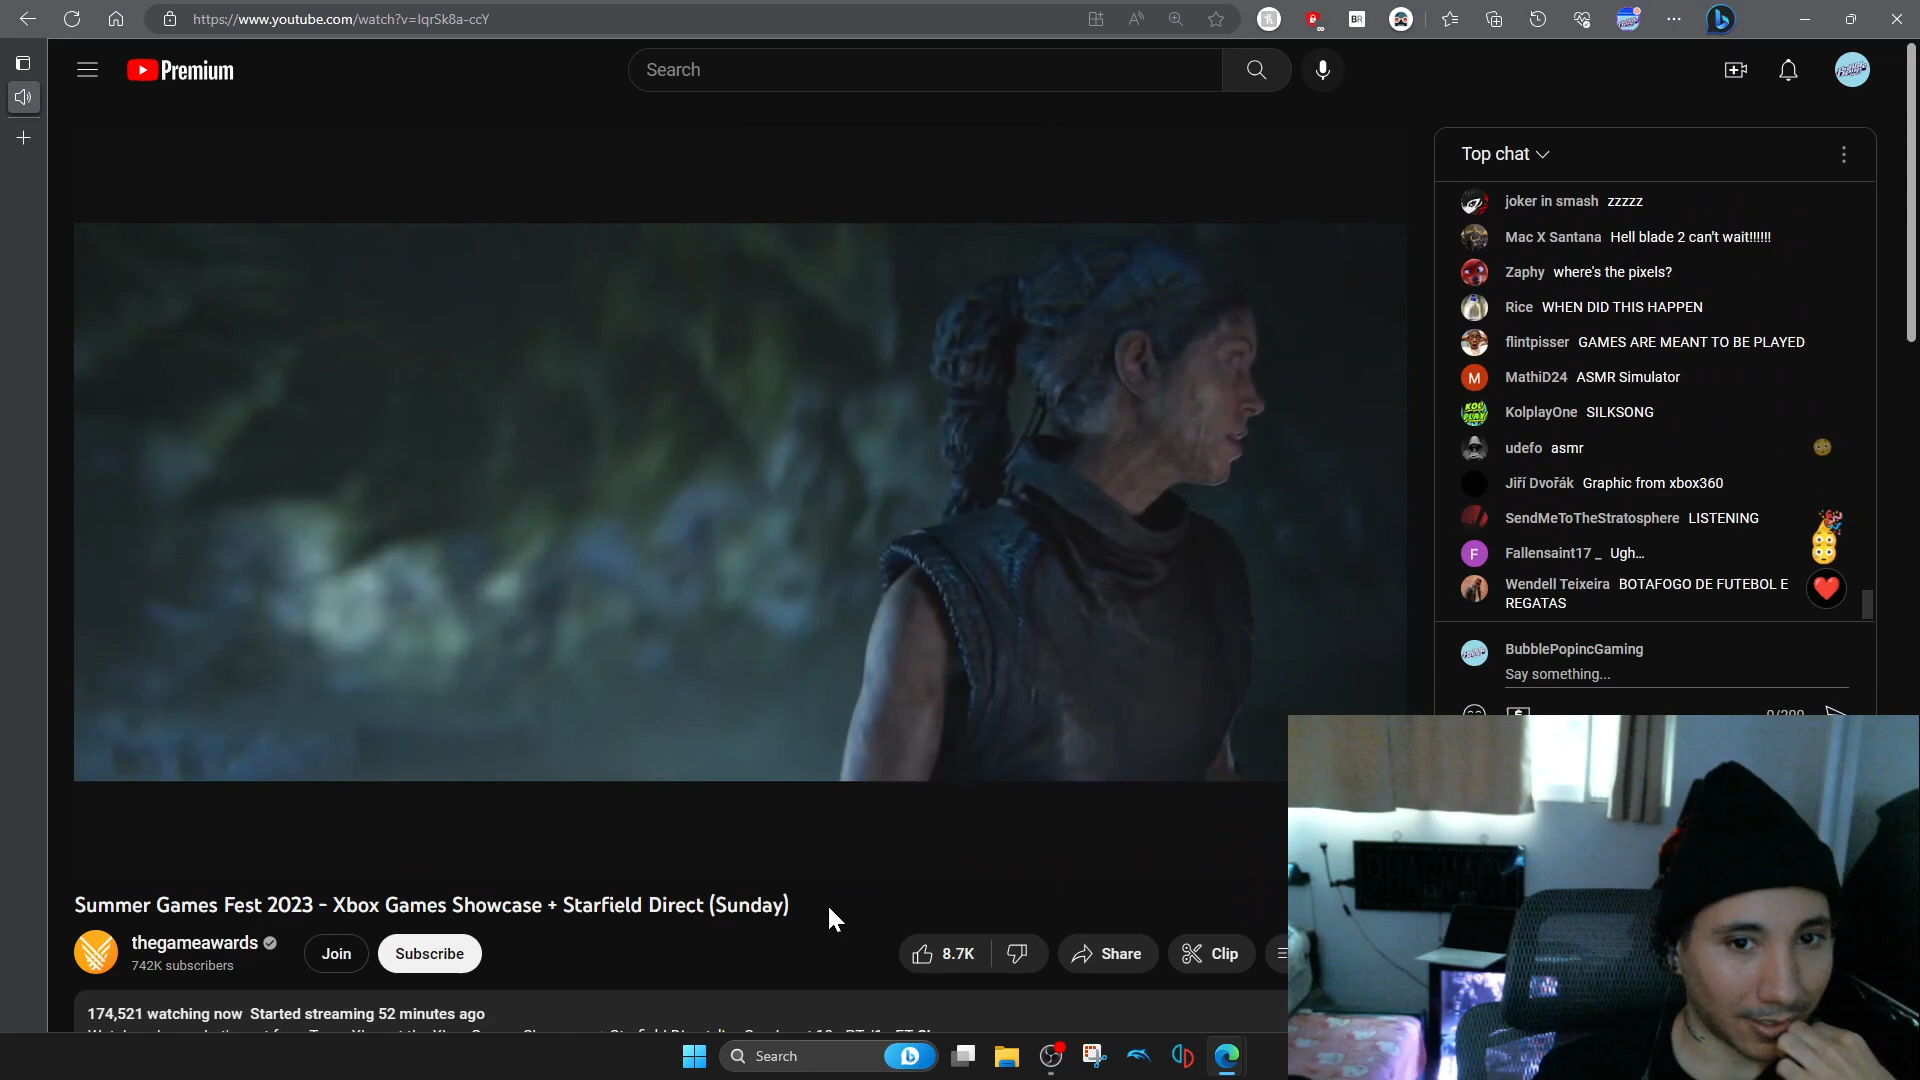 https://www.youtube.com/watch?v=IqrSk8a-ccY
Premium
Search
Top chat
joker in smash zzzzz
Mac X Santana Hell blade 2 can't wait!!!!!!
Zaphy where's the pixels?
Rice WHEN DID THIS HAPPEN
flintpisser GAMES ARE MEANT TO BE PLAYED
M MathiD24 ASMR Simulator
KolplayOne SILKSONG
udefo asmr
Jiří Dvořák Graphic from xbox360
SendMeToTheStratosphere LISTENING
F Fallensaint17 _ Ugh...
Wendell Teixeira BOTAFOGO DE FUTEBOL E
REGATAS
BubblePopincGaming
Say something...
0/200
Summer Games Fest 2023 - Xbox Games Showcase + Starfield Direct (Sunday)
thegameawards
742K subscribers
Join
Subscribe
8.7K
Share
Clip
174,521 watching now Started streaming 52 minutes ago
Search